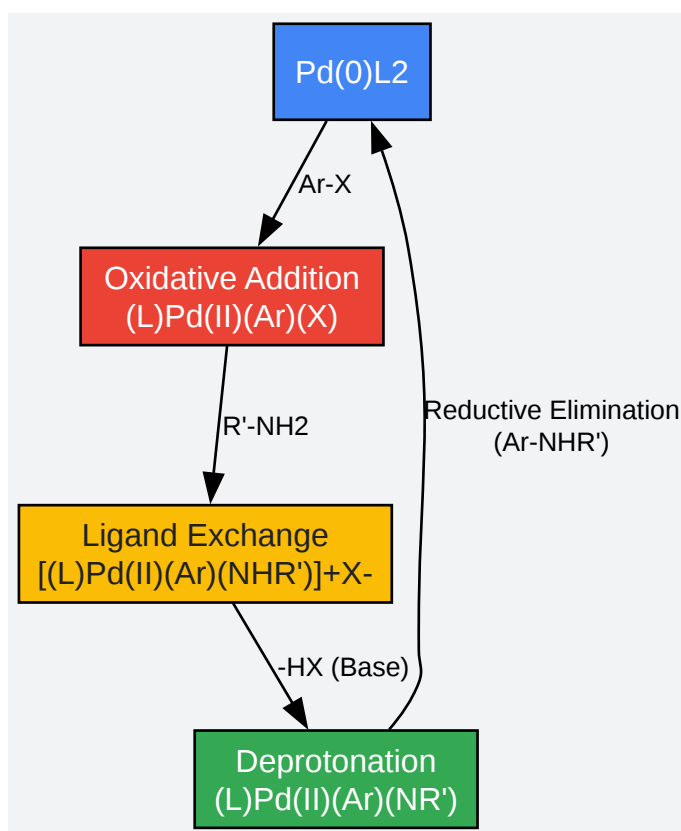 Pd(0)L2
Ar-X
Oxidative Addition
(L)Pd(II)(Ar)(X)
R'-NH2
Reductive Elimination
(Ar-NHR')
Ligand Exchange
[(L)Pd(II)(Ar)(NHR')]+X-
-HX (Base)
Deprotonation
(L)Pd(II)(Ar)(NR')